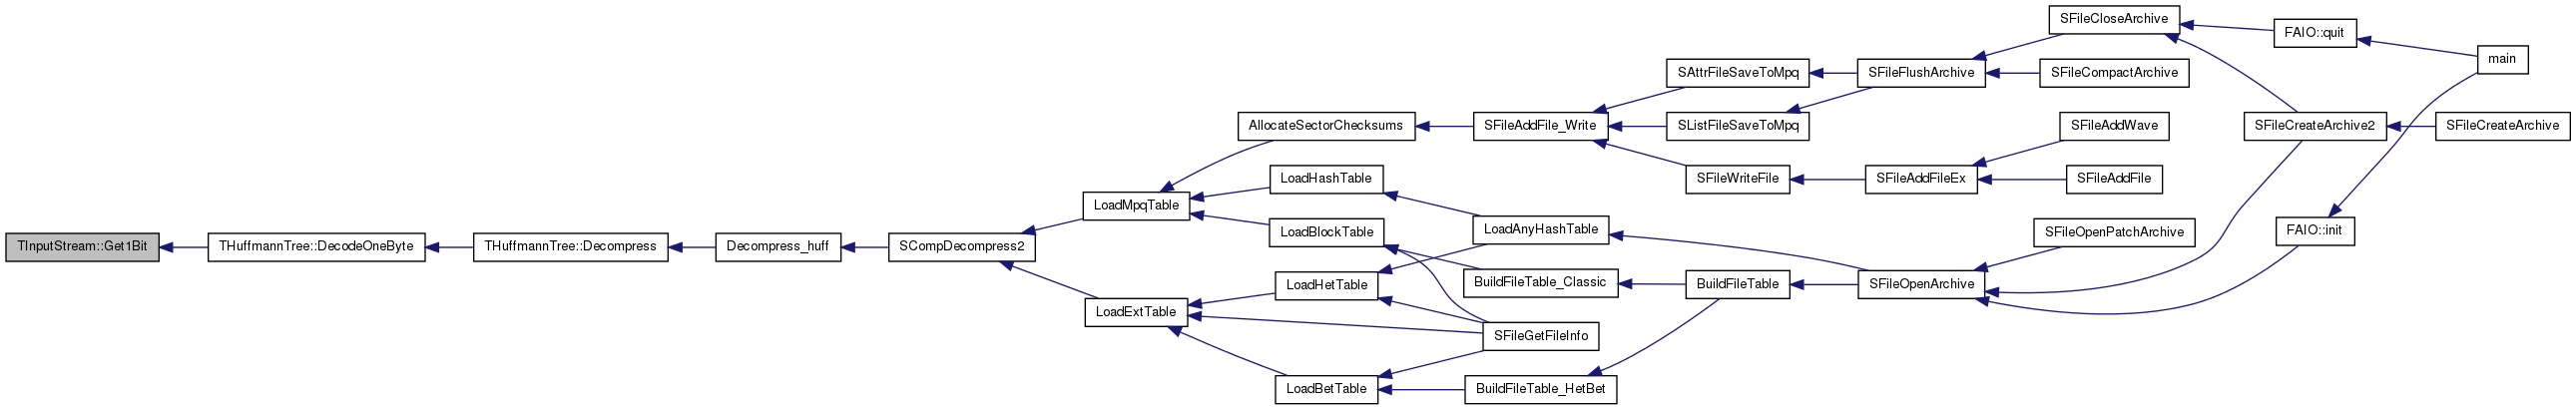 TInputStream::Get1Bit
THuffmannTree::DecodeOneByte
THuffmannTree::Decompress
Decompress_huff
SCompDecompress2
LoadMpqTable
LoadExtTable
AllocateSectorChecksums
LoadHashTable
LoadBlockTable
LoadHetTable
LoadBetTable
SFileAddFile_Write
LoadAnyHashTable
BuildFileTable_Classic
SFileGetFileInfo
BuildFileTable_HetBet
SAttrFileSaveToMpq
SListFileSaveToMpq
SFileWriteFile
BuildFileTable
SFileFlushArchive
SFileAddFileEx
SFileOpenArchive
SFileCloseArchive
SFileCompactArchive
SFileAddWave
SFileAddFile
SFileOpenPatchArchive
FAIO::quit
SFileCreateArchive2
FAIO::init
main
SFileCreateArchive